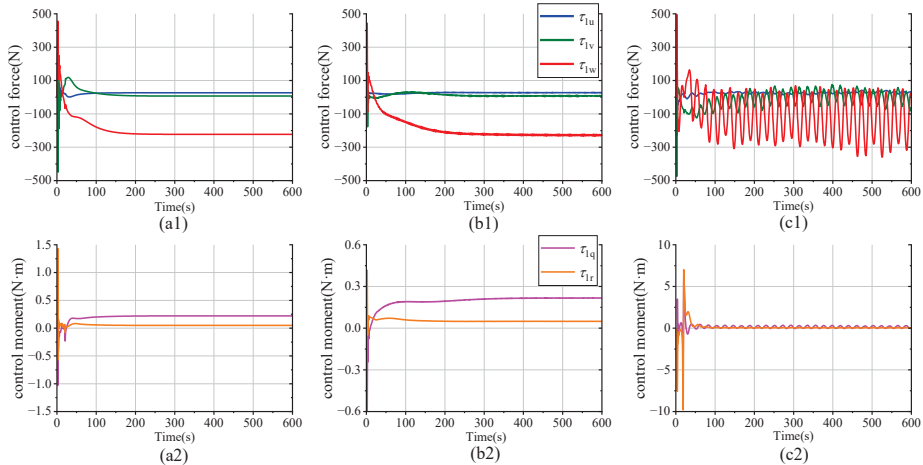 500
300
100
−100
−300
−500
control force(N)
0 100 200 300 400 500 600
Time(s)
(a1)
500
300
100
−100
−300
−500
control force(N)
τ1u
τ1v
τ1w
0 100 200 300 400 500 600
Time(s)
(b1)
500
300
100
−100
−300
−500
control force(N)
0 100 200 300 400 500 600
Time(s)
(c1)
1.5
1.0
0.5
0.0
−0.5
−1.0
−1.5
control moment(N·m)
0 100 200 300 400 500 600
Time(s)
(a2)
0.6
0.3
0.0
−0.3
−0.6
control moment(N·m)
τ1q
τ1r
0 100 200 300 400 500 600
Time(s)
(b2)
10
5
0
−5
−10
control moment(N·m)
0 100 200 300 400 500 600
Time(s)
(c2)